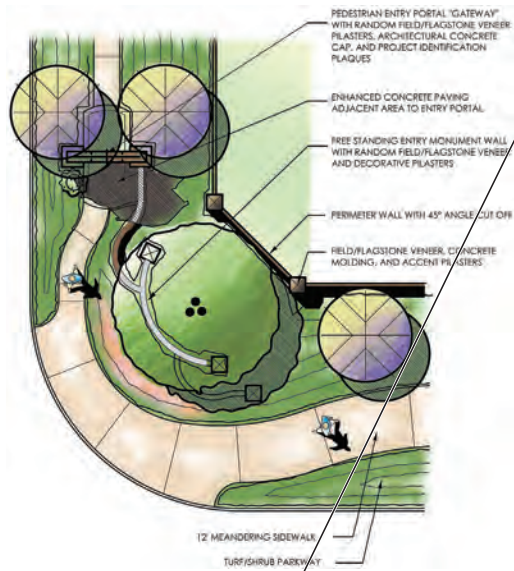 PEDESTRIAN ENTRY PORTAL "GATEWAY"
WITH RANDOM FIELD/FLAGSTONE VENEER
PILASTERS, ARCHITECTURAL CONCRETE
CAP, AND PROJECT IDENTIFICATION
PLAQUES
ENHANCED CONCRETE PAVING
ADJACENT AREA TO ENTRY PORTAL
FREE STANDING ENTRY MONUMENT WALL
WITH RANDOM FIELD/FLAGSTONE VENEER
AND DECORATIVE PILASTERS
PERIMETER WALL WITH 45° ANGLE CUT OFF
FIELD/FLAGSTONE VENEER, CONCRETE
MOLDING, AND ACCENT PILASTERS
12' MEANDERING SIDEWALK
TURF/SHRUB PARKWAY